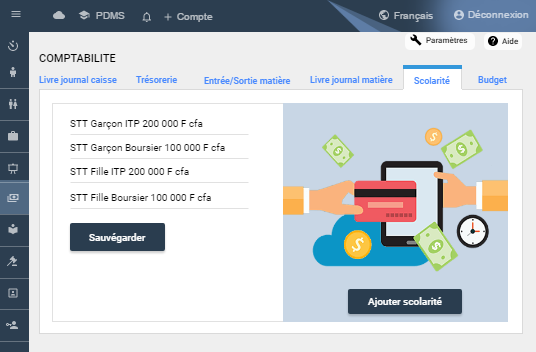 PDMS
Compte
Français
Déconnexion
Paramètres
Aide
COMPTABILITE
Livre journal caisse
Trésorerie
Entrée/Sortie matière
Livre journal matière
Scolarité
Budget
STT Garçon ITP 200 000 F cfa
STT Garçon Boursier 100 000 F cfa
STT Fille ITP 200 000 F cfa
STT Fille Boursier 100 000 F cfa
Sauvégarder
Ajouter scolarité